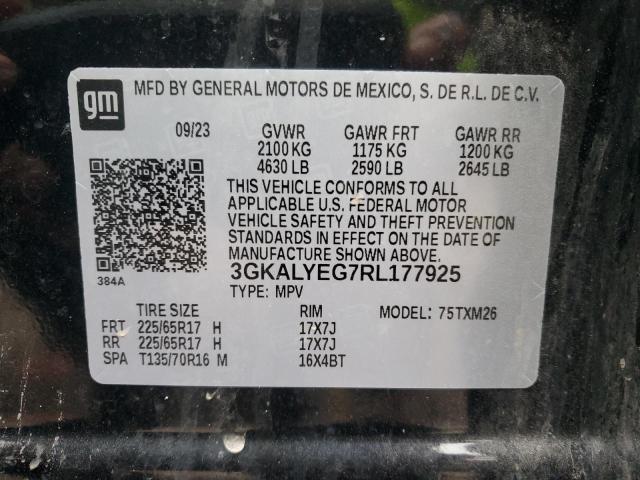 gm
MFD BY GENERAL MOTORS DE MEXICO, S. DE R.L. DE C.V.
09/23 GVWR GAWR FRT GAWR RR
2100 KG 1175 KG 1200 KG
4630 LB 2590 LB 2645 LB
THIS VEHICLE CONFORMS TO ALL
APPLICABLE U.S. FEDERAL MOTOR
VEHICLE SAFETY AND THEFT PREVENTION
STANDARDS IN EFFECT ON THE DATE OF
MANUFACTURE SHOWN ABOVE.
384A
3GKALYEG7RL177925
TYPE: MPV
TIRE SIZE RIM MODEL: 75TXM26
FRT 225/65R17 H 17X7J
RR 225/65R17 H 17X7J
SPA T135/70R16 M 16X4BT